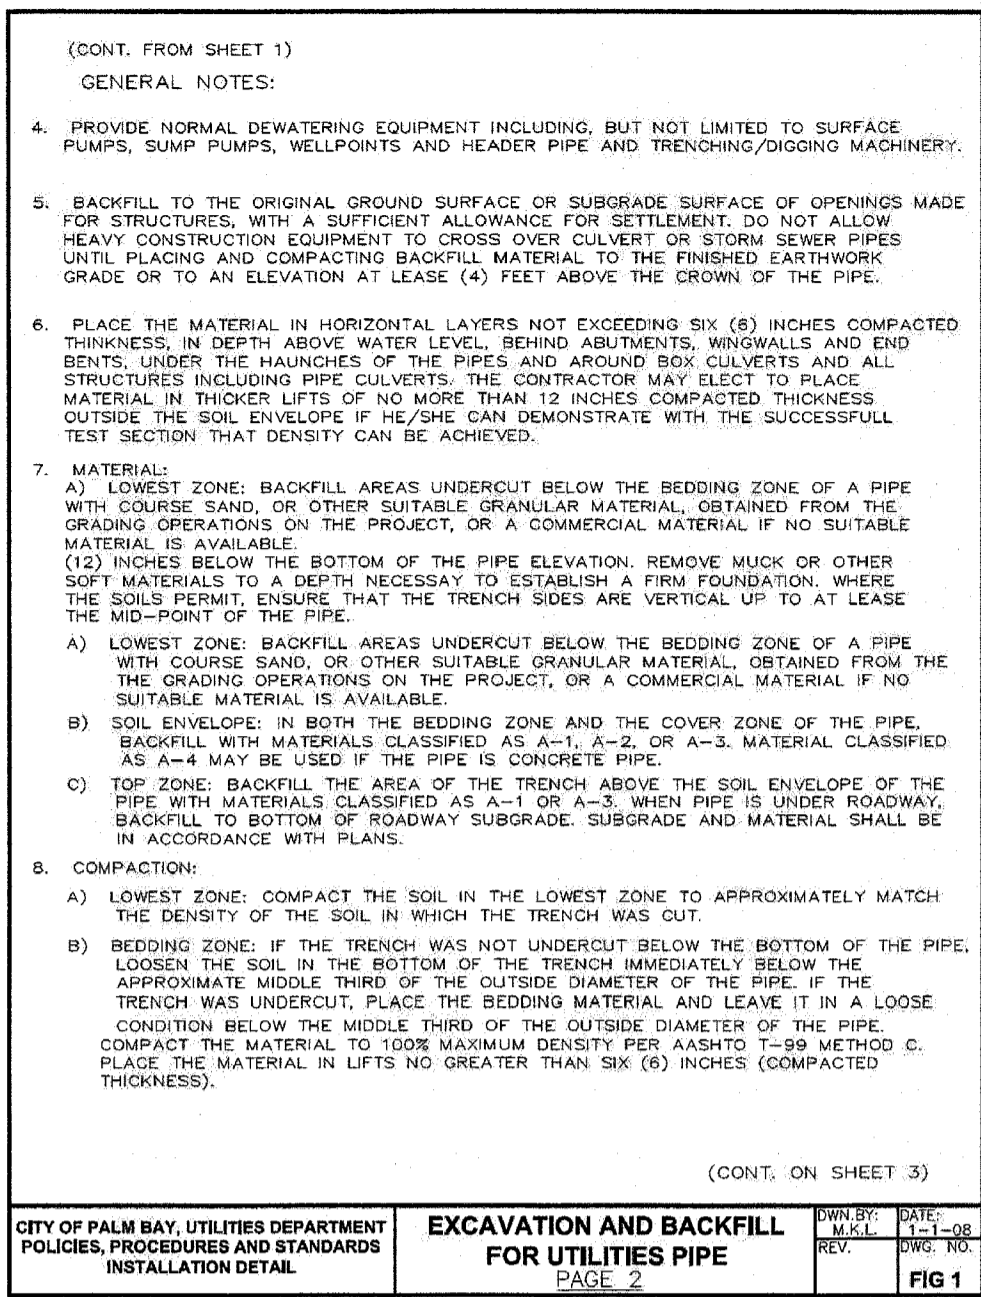 (CONT. FROM SHEET 1)
GENERAL NOTES:
4. PROVIDE NORMAL DEWATERING EQUIPMENT INCLUDING, BUT NOT LIMITED TO SURFACE
PUMPS, SUMP PUMPS, WELLPOINTS AND HEADER PIPE AND TRENCHING/DIGGING MACHINERY.
5. BACKFILL TO THE ORIGINAL GROUND SURFACE OR SUBGRADE SURFACE OF OPENINGS MADE
FOR STRUCTURES, WITH A SUFFICIENT ALLOWANCE FOR SETTLEMENT. DO NOT ALLOW
HEAVY CONSTRUCTION EQUIPMENT TO CROSS OVER CULVERT OR STORM SEWER PIPES
UNTIL PLACING AND COMPACTING BACKFILL MATERIAL TO THE FINISHED EARTHWORK
GRADE OR TO AN ELEVATION AT LEASE (4) FEET ABOVE THE CROWN OF THE PIPE.
6. PLACE THE MATERIAL IN HORIZONTAL LAYERS NOT EXCEEDING SIX (6) INCHES COMPACTED
THINKNESS, IN DEPTH ABOVE WATER LEVEL, BEHIND ABUTMENTS, WINGWALLS AND END
BENTS, UNDER THE HAUNCHES OF THE PIPES AND AROUND BOX CULVERTS AND ALL
STRUCTURES INCLUDING PIPE CULVERTS. THE CONTRACTOR MAY ELECT TO PLACE
MATERIAL IN THICKER LIFTS OF NO MORE THAN 12 INCHES COMPACTED THICKNESS
OUTSIDE THE SOIL ENVELOPE IF HE/SHE CAN DEMONSTRATE WITH THE SUCCESSFULL
TEST SECTION THAT DENSITY CAN BE ACHIEVED.
7. MATERIAL:
A) LOWEST ZONE: BACKFILL AREAS UNDERCUT BELOW THE BEDDING ZONE OF A PIPE
WITH COURSE SAND, OR OTHER SUITABLE GRANULAR MATERIAL, OBTAINED FROM THE
GRADING OPERATIONS ON THE PROJECT, OR A COMMERCIAL MATERIAL IF NO SUITABLE
MATERIAL IS AVAILABLE.
(12) INCHES BELOW THE BOTTOM OF THE PIPE ELEVATION. REMOVE MUCK OR OTHER
SOFT MATERIALS TO A DEPTH NECESSAY TO ESTABLISH A FIRM FOUNDATION. WHERE
THE SOILS PERMIT, ENSURE THAT THE TRENCH SIDES ARE VERTICAL UP TO AT LEASE
THE MID-POINT OF THE PIPE.
A) LOWEST ZONE: BACKFILL AREAS UNDERCUT BELOW THE BEDDING ZONE OF A PIPE
WITH COURSE SAND, OR OTHER SUITABLE GRANULAR MATERIAL, OBTAINED FROM THE
THE GRADING OPERATIONS ON THE PROJECT, OR A COMMERCIAL MATERIAL IF NO
SUITABLE MATERIAL IS AVAILABLE.
B) SOIL ENVELOPE: IN BOTH THE BEDDING ZONE AND THE COVER ZONE OF THE PIPE,
BACKFILL WITH MATERIALS CLASSIFIED AS A-1, A-2, OR A-3. MATERIAL CLASSIFIED
AS A-4 MAY BE USED IF THE PIPE IS CONCRETE PIPE.
C) TOP ZONE: BACKFILL THE AREA OF THE TRENCH ABOVE THE SOIL ENVELOPE OF THE
PIPE WITH MATERIALS CLASSIFIED AS A-1 OR A-3. WHEN PIPE IS UNDER ROADWAY,
BACKFILL TO BOTTOM OF ROADWAY SUBGRADE. SUBGRADE AND MATERIAL SHALL BE
IN ACCORDANCE WITH PLANS.
8. COMPACTION:
A) LOWEST ZONE: COMPACT THE SOIL IN THE LOWEST ZONE TO APPROXIMATELY MATCH
THE DENSITY OF THE SOIL IN WHICH THE TRENCH WAS CUT.
B) BEDDING ZONE: IF THE TRENCH WAS NOT UNDERCUT BELOW THE BOTTOM OF THE PIPE,
LOOSEN THE SOIL IN THE BOTTOM OF THE TRENCH IMMEDIATELY BELOW THE
APPROXIMATE MIDDLE THIRD OF THE OUTSIDE DIAMETER OF THE PIPE. IF THE
TRENCH WAS UNDERCUT, PLACE THE BEDDING MATERIAL AND LEAVE IT IN A LOOSE
CONDITION BELOW THE MIDDLE THIRD OF THE OUTSIDE DIAMETER OF THE PIPE.
COMPACT THE MATERIAL TO 100% MAXIMUM DENSITY PER AASHTO T-99 METHOD C.
PLACE THE MATERIAL IN LIFTS NO GREATER THAN SIX (6) INCHES (COMPACTED
THICKNESS).
(CONT. ON SHEET 3)
CITY OF PALM BAY, UTILITIES DEPARTMENT
POLICIES, PROCEDURES AND STANDARDS
INSTALLATION DETAIL
EXCAVATION AND BACKFILL
FOR UTILITIES PIPE
PAGE 2
DWN.BY:
M.K.L.
DATE:
1-1-08
REV.
DWG. NO.
FIG 1